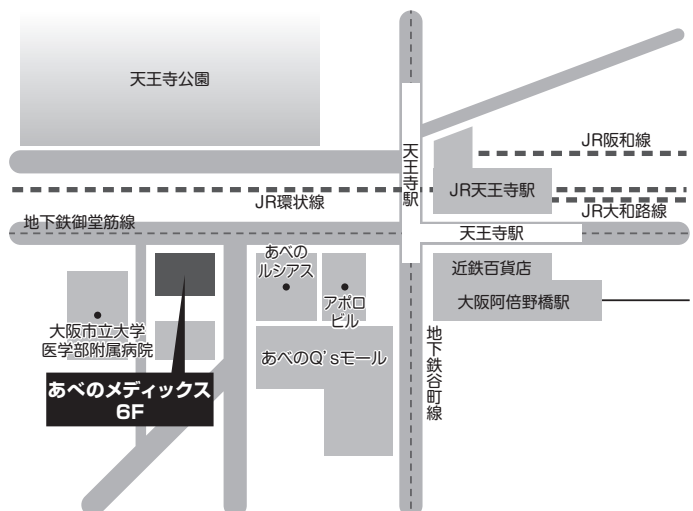 天王寺公園
天王寺駅
JR阪和線
JR天王寺駅
JR環状線
JR大和路線
地下鉄御堂筋線
天王寺駅
あべの
ルシアス
アポロ
ビル
近鉄百貨店
大阪阿倍野橋駅
大阪市立大学
医学部附属病院
あべのQ'sモール
地下鉄谷町線
あべのメディックス
6F